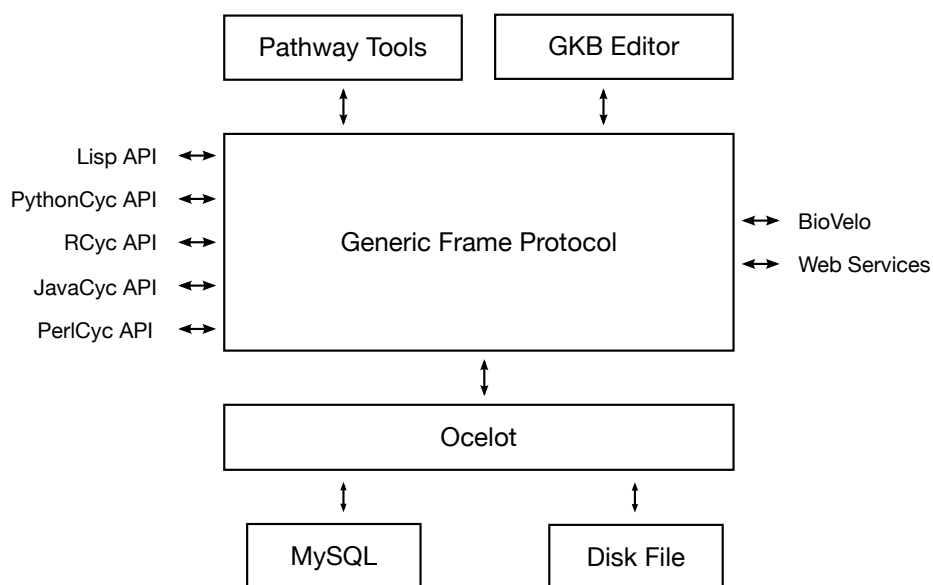 Pathway Tools
GKB Editor
Lisp API
PythonCyc API
RCyc API
JavaCyc API
PerlCyc API
Generic Frame Protocol
BioVelo
Web Services
Ocelot
MySQL
Disk File